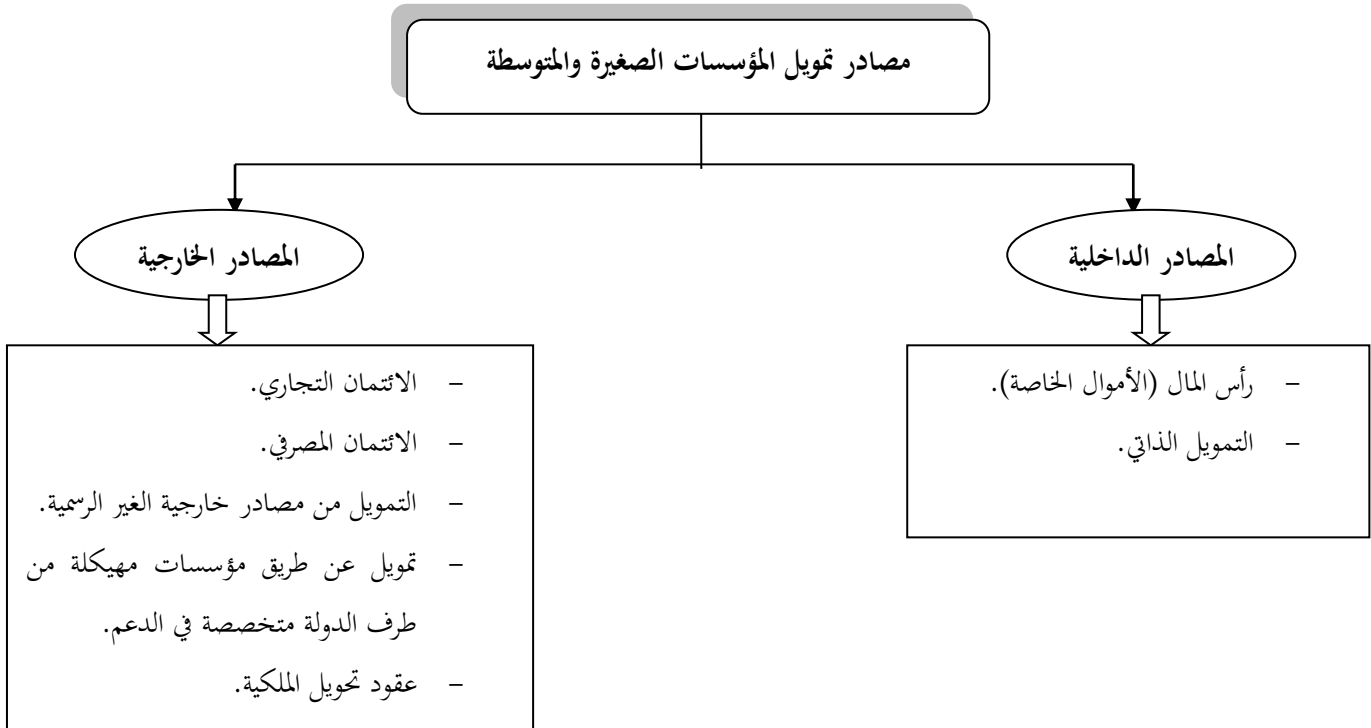 مصادر تمويل المؤسسات الصغيرة والمتوسطة
المصادر الداخلية
المصادر الخارجية
– رأس المال (الأموال الخاصة).
– التمويل الذاتي.
– الائتمان التجاري.
– الائتمان المصرفي.
– التمويل من مصادر خارجية الغير الرسمية.
– تمويل عن طريق مؤسسات مهيكلة من
طرف الدولة متخصصة في الدعم.
– عقود تحويل الملكية.